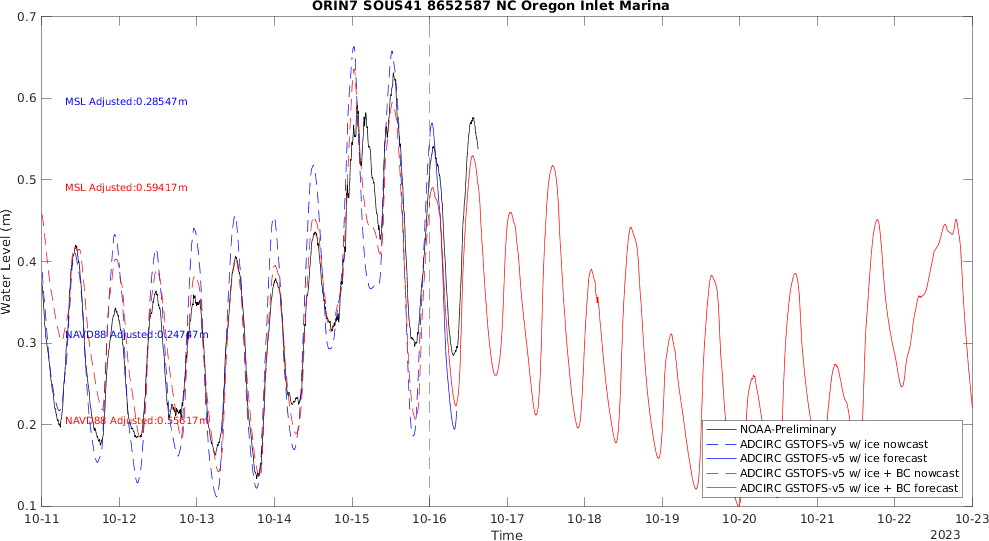 ORIN7 SOUS41 8652587 NC Oregon Inlet Marina
0.7
0.6
0.5
0.4
0.3
0.2
0.1
Water Level (m)
MSL Adjusted:0.28547m
MSL Adjusted:0.59417m
NAVD88 Adjusted:0.24747m
NAVD88 Adjusted:0.55617m
NOAA-Preliminary
ADCIRC GSTOFS-v5 w/ ice nowcast
ADCIRC GSTOFS-v5 w/ ice forecast
ADCIRC GSTOFS-v5 w/ ice + BC nowcast
ADCIRC GSTOFS-v5 w/ ice + BC forecast
10-11 10-12 10-13 10-14 10-15 10-16 10-17 10-18 10-19 10-20 10-21 10-22 10-23
Time
2023